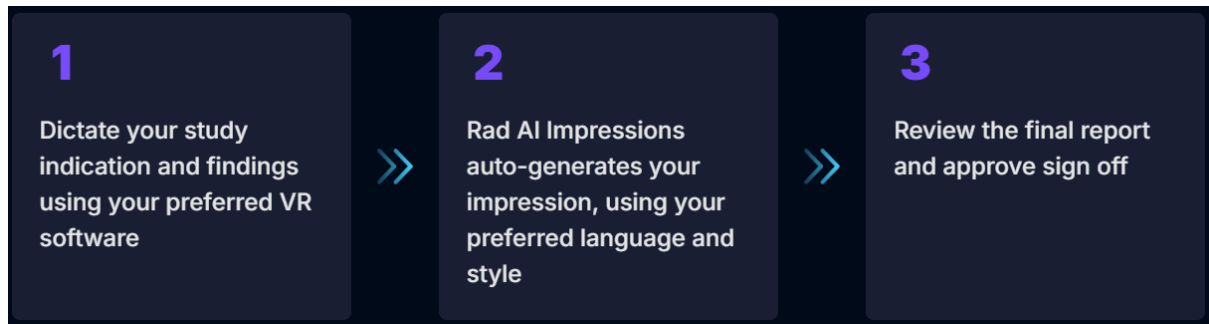 1
Dictate your study
indication and findings
using your preferred VR
software
2
Rad AI Impressions
auto-generates your
impression, using your
preferred language and
style
3
Review the final report
and approve sign off